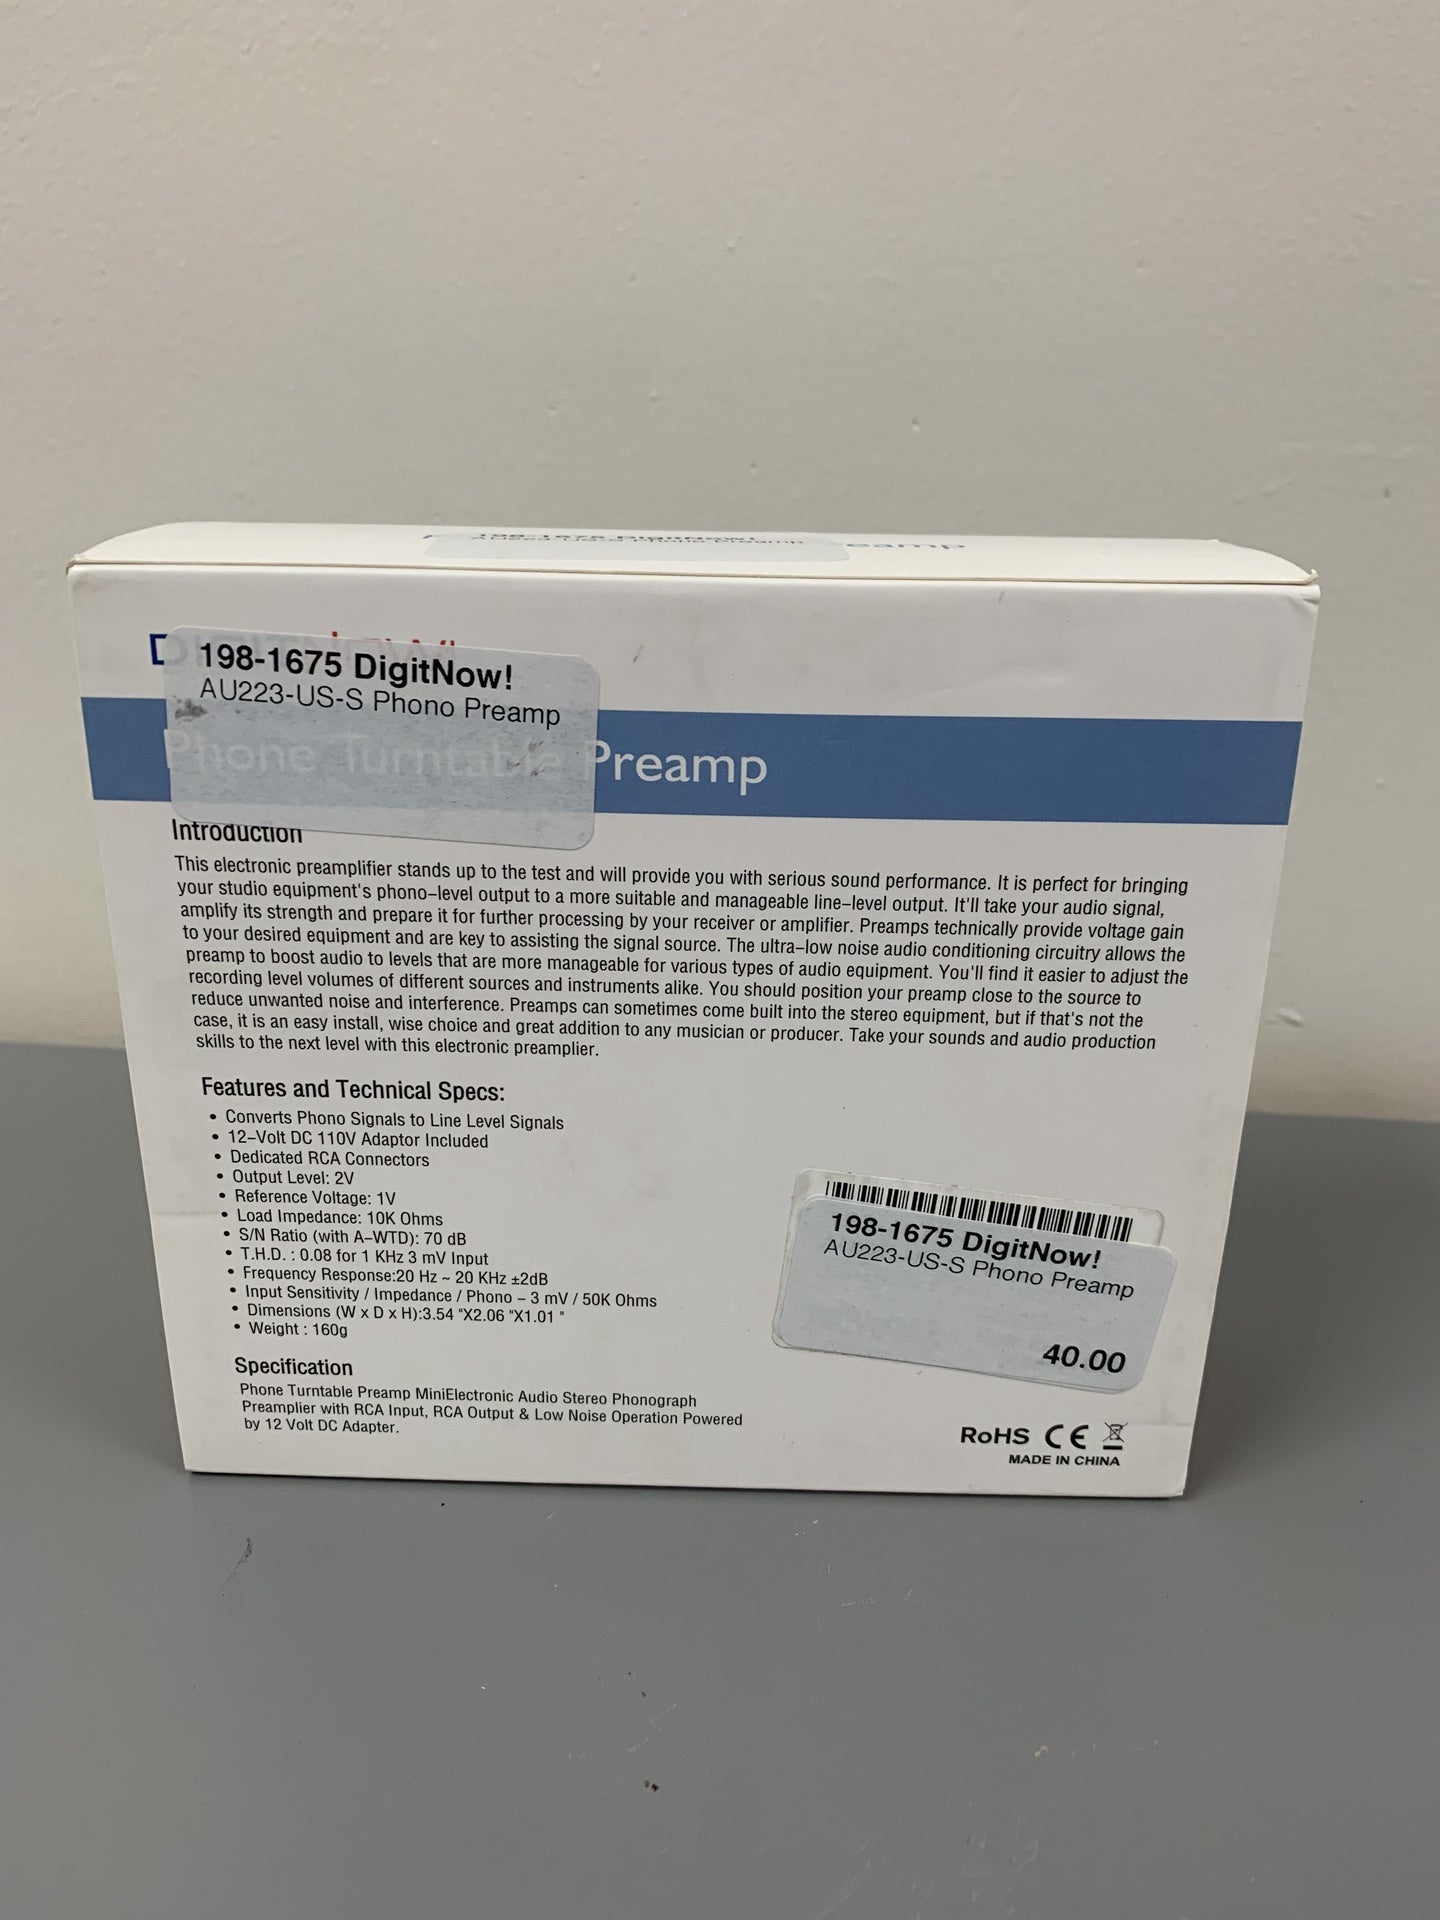 198-1675 DigitNow!
AU223-US-S Phono Preamp
eamp
198-1675 DigitNow!
AU223-US-S Phono Preamp
Phone Turntable Preamp
Introduction
This electronic preamplifier stands up to the test and will provide you with serious sound performance. It is perfect for bringing
your studio equipment's phono–level output to a more suitable and manageable line–level output. It'll take your audio signal,
amplify its strength and prepare it for further processing by your receiver or amplifier. Preamps technically provide voltage gain
to your desired equipment and are key to assisting the signal source. The ultra–low noise audio conditioning circuitry allows the
preamp to boost audio to levels that are more manageable for various types of audio equipment. You'll find it easier to adjust the
recording level volumes of different sources and instruments alike. You should position your preamp close to the source to
reduce unwanted noise and interference. Preamps can sometimes come built into the stereo equipment, but if that's not the
case, it is an easy install, wise choice and great addition to any musician or producer. Take your sounds and audio production
skills to the next level with this electronic preamplier.
Features and Technical Specs:
• Converts Phono Signals to Line Level Signals
• 12–Volt DC 110V Adaptor Included
• Dedicated RCA Connectors
• Output Level: 2V
• Reference Voltage: 1V
• Load Impedance: 10K Ohms
• S/N Ratio (with A–WTD): 70 dB
• T.H.D. : 0.08 for 1 KHz 3 mV Input
• Frequency Response:20 Hz ~ 20 KHz ±2dB
• Input Sensitivity / Impedance / Phono – 3 mV / 50K Ohms
• Dimensions (W x D x H):3.54 "X2.06 "X1.01 "
• Weight : 160g
Specification
Phone Turntable Preamp MiniElectronic Audio Stereo Phonograph
Preamplier with RCA Input, RCA Output & Low Noise Operation Powered
by 12 Volt DC Adapter.
198-1675 DigitNow!
AU223-US-S Phono Preamp
40.00
RoHS CE
MADE IN CHINA